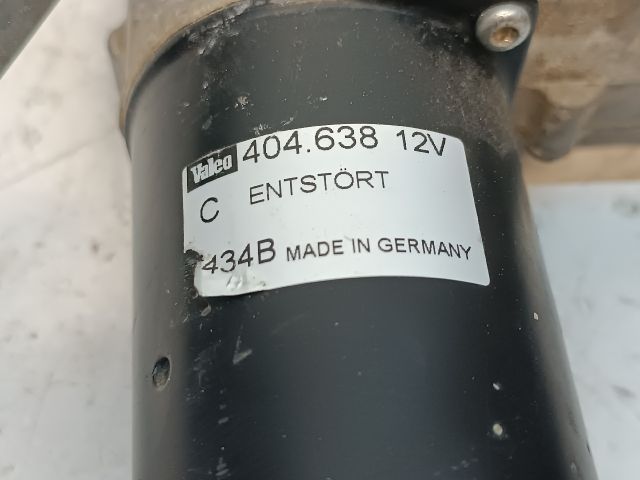 Valeo 404.638 12V
C ENTSTÖRT
434B MADE IN GERMANY